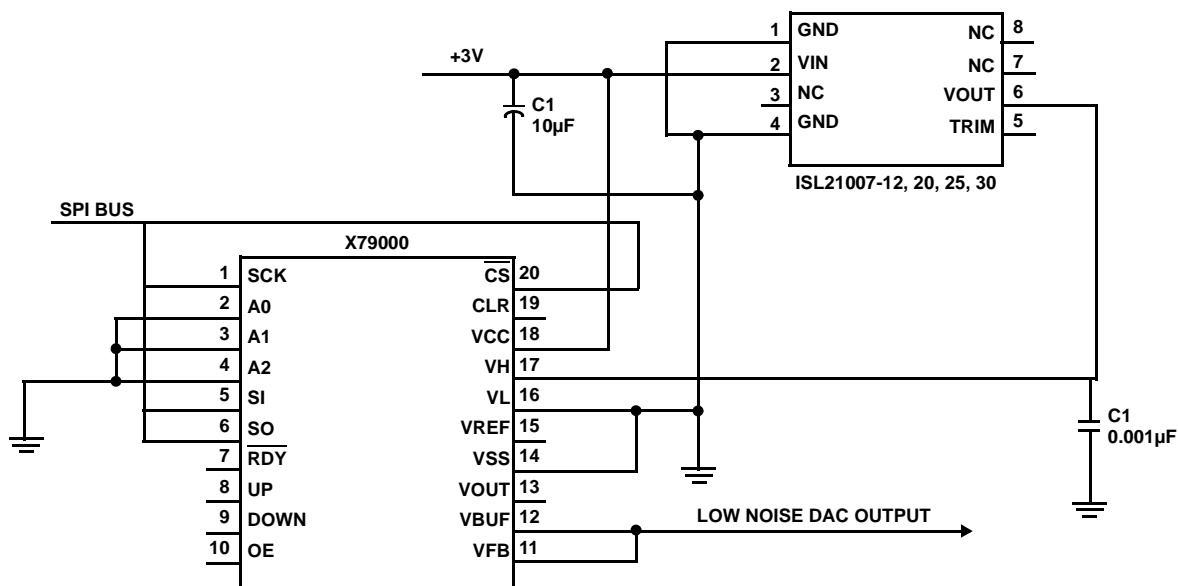 +3V
C1
10µF
1 GND
2 VIN
3 NC
4 GND
NC 8
NC 7
VOUT 6
TRIM 5
ISL21007-12, 20, 25, 30
SPI BUS
X79000
1 SCK
2 A0
3 A1
4 A2
5 SI
6 SO
7 RDY
8 UP
9 DOWN
10 OE
CS 20
CLR 19
VCC 18
VH 17
VL 16
VREF 15
VSS 14
VOUT 13
VBUF 12
VFB 11
C1
0.001µF
LOW NOISE DAC OUTPUT